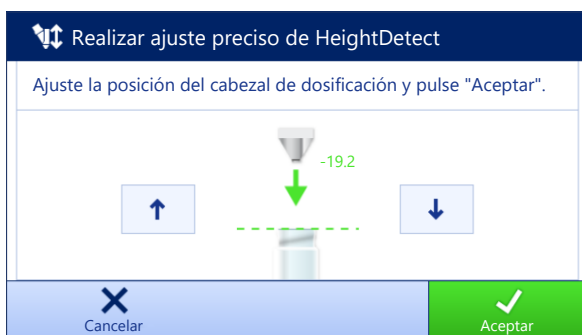 Realizar ajuste preciso de HeightDetect
Ajuste la posición del cabezal de dosificación y pulse "Aceptar".
-19.2
Cancelar
Aceptar